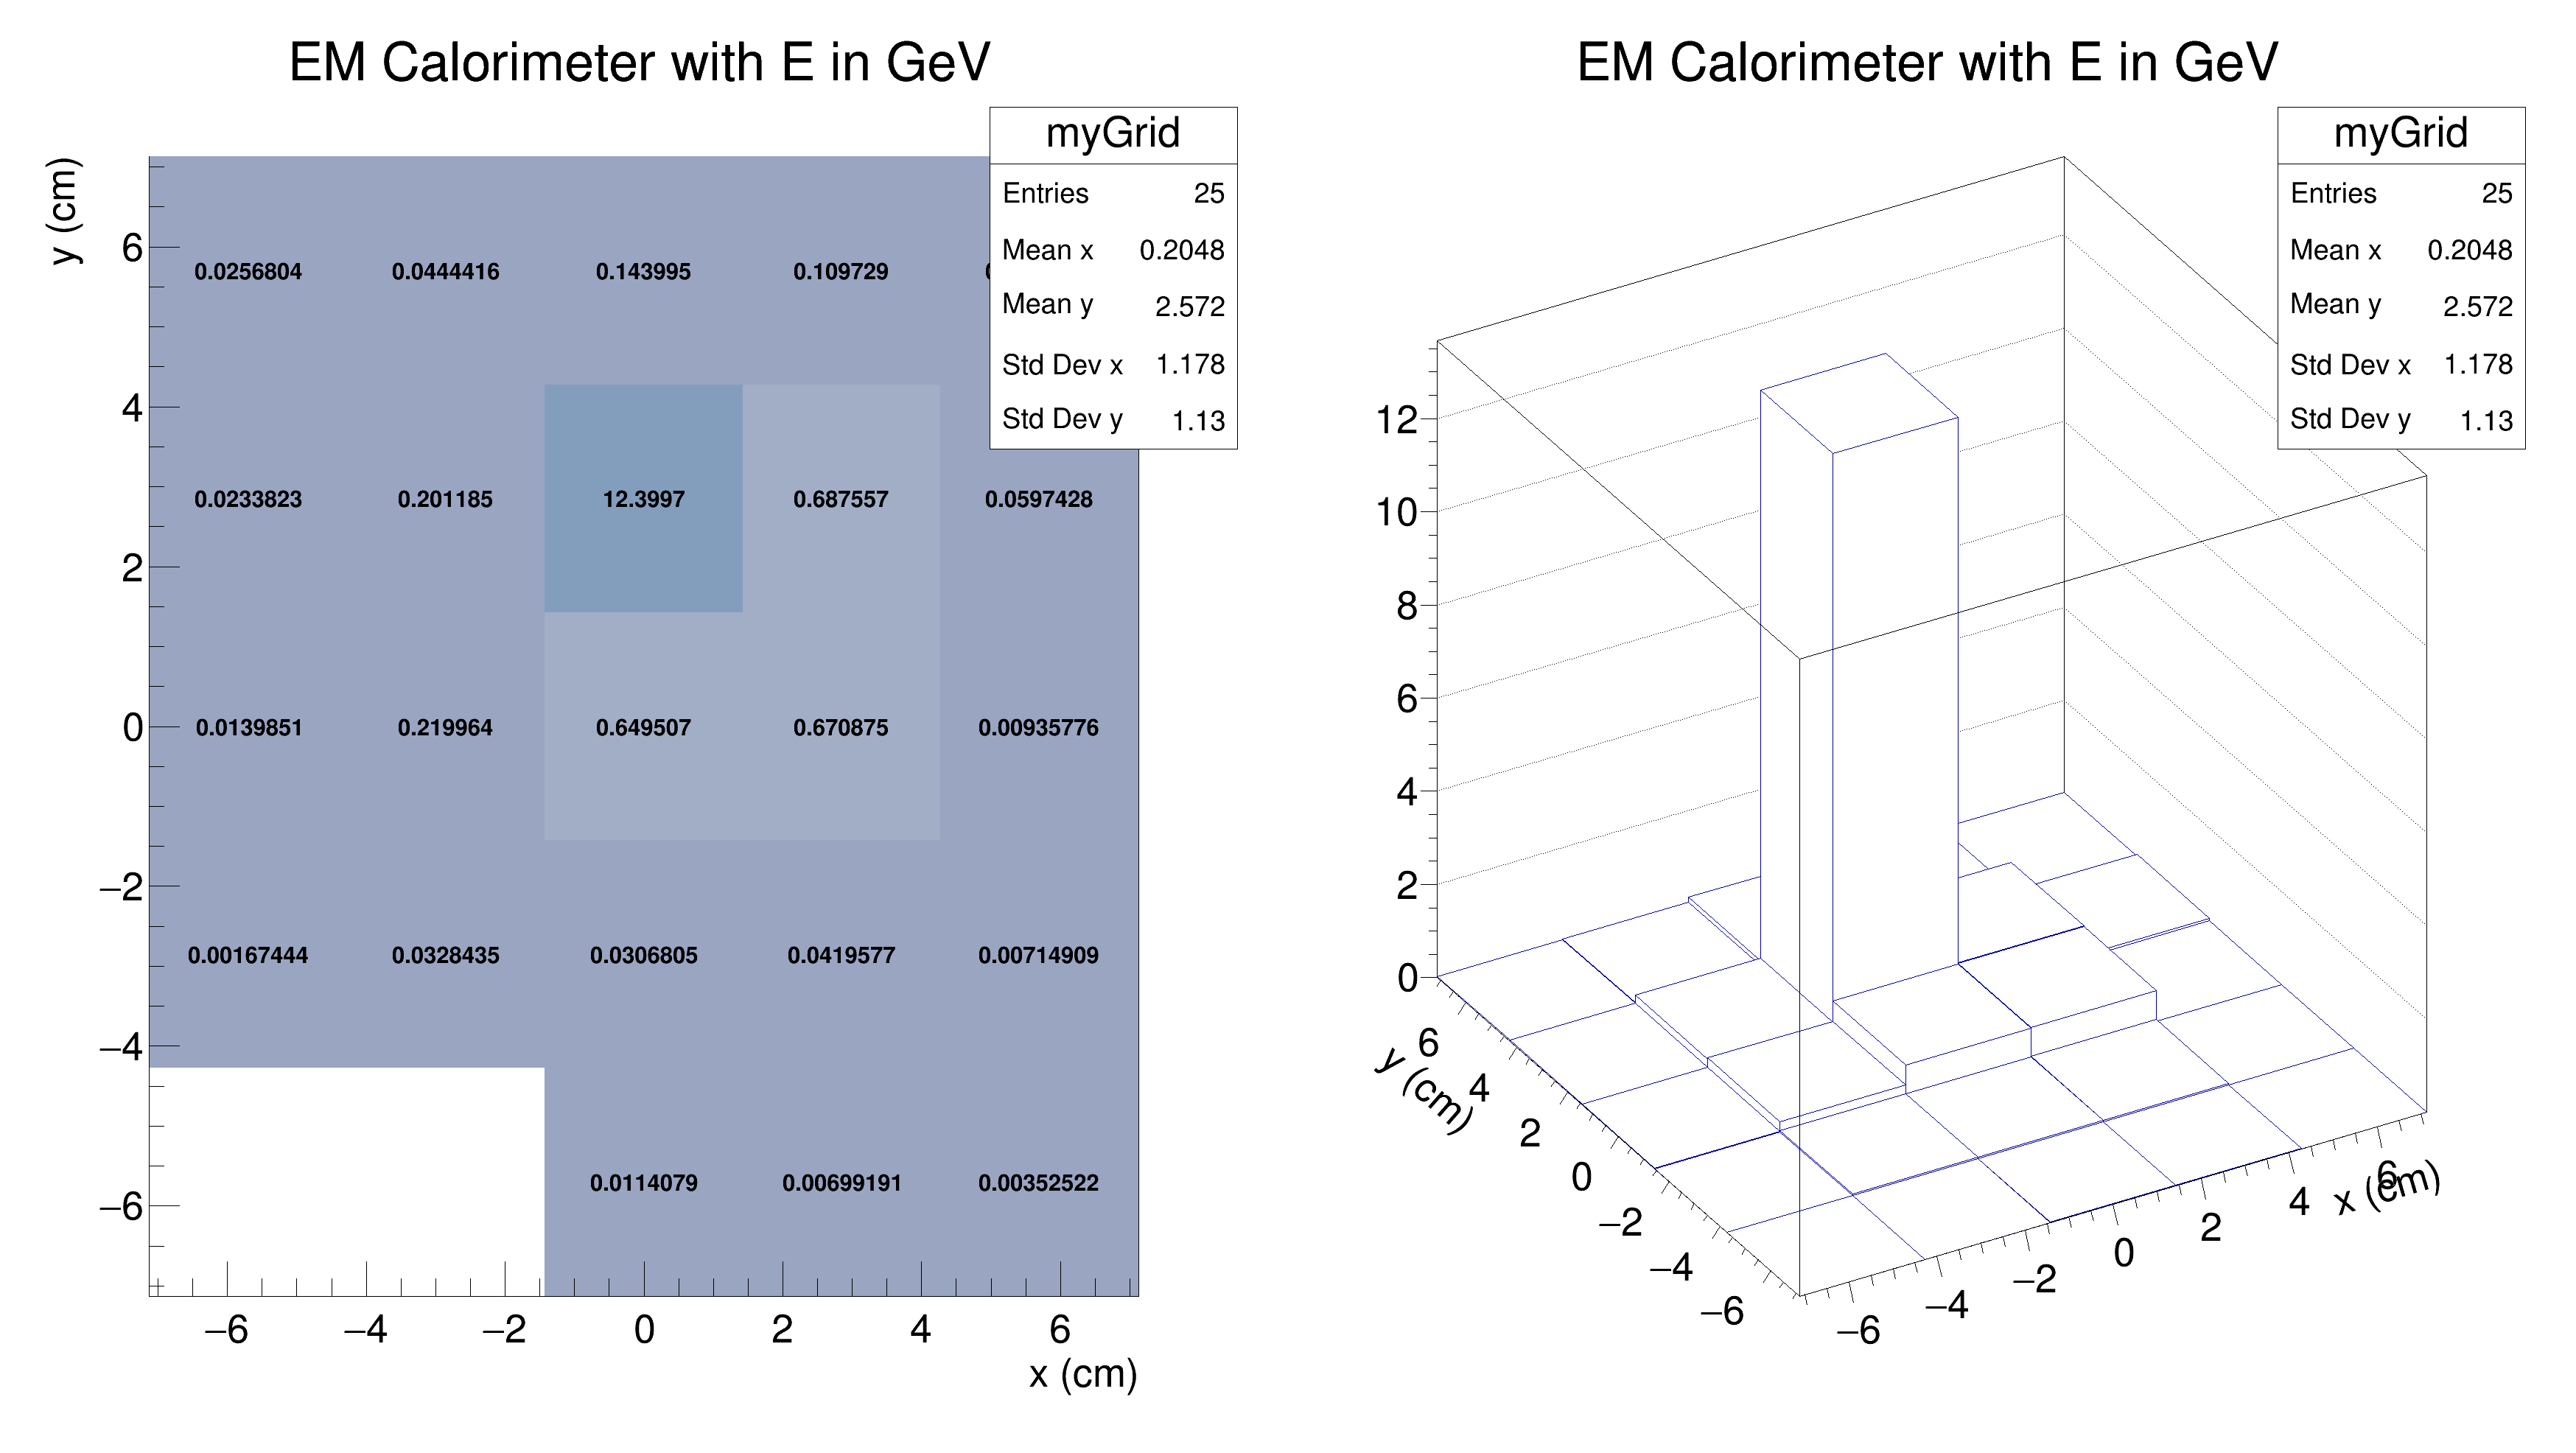 EM Calorimeter with E in GeV
myGrid
Entries 25
Mean x 0.2048
Mean y 2.572
Std Dev x 1.178
Std Dev y 1.13
y (cm)
6
4
2
0
−2
−4
−6
0.0256804 0.0444416 0.143995 0.109729
0.0233823 0.201185 12.3997 0.687557 0.0597428
0.0139851 0.219964 0.649507 0.670875 0.00935776
0.00167444 0.0328435 0.0306805 0.0419577 0.00714909
0.0114079 0.00699191 0.00352522
−6 −4 −2 0 2 4 6
x (cm)
EM Calorimeter with E in GeV
myGrid
Entries 25
Mean x 0.2048
Mean y 2.572
Std Dev x 1.178
Std Dev y 1.13
12
10
8
6
4
2
0
6
4
2
0
−2
−4
−6
y (cm)
−6
−4
−2
0
2
4
6
x (cm)